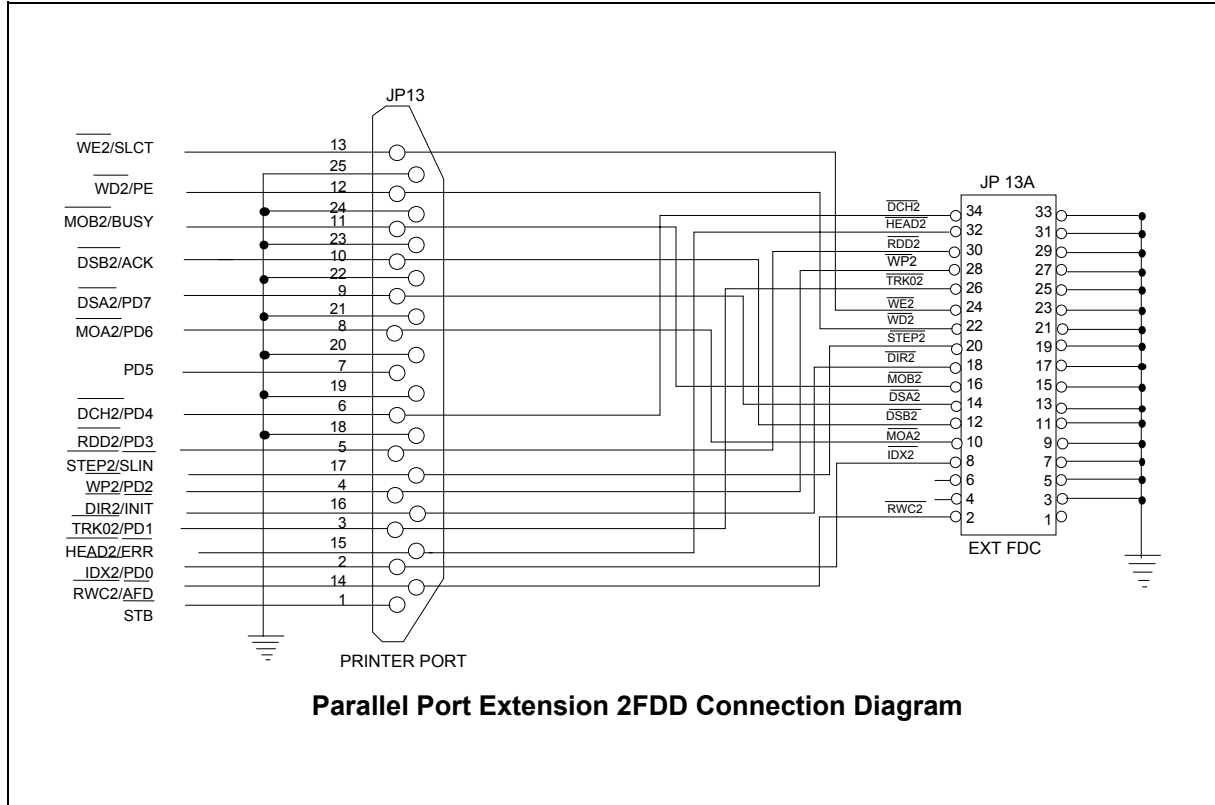 JP13
WE2/SLCT 13
25
WD2/PE 12
24
MOB2/BUSY 11
23
DSB2/ACK 10
22
DSA2/PD7 9
21
MOA2/PD6 8
20
PD5 7
19
DCH2/PD4 6
18
RDD2/PD3 5
STEP2/SLIN 17
WP2/PD2 4
DIR2/INIT 16
TRK02/PD1 3
HEAD2/ERR 15
IDX2/PD0 2
RWC2/AFD 14
STB 1
PRINTER PORT
JP 13A
DCH2 34 33
HEAD2 32 31
RDD2 30 29
WP2 28 27
TRK02 26 25
WE2 24 23
WD2 22 21
STEP2 20 19
DIR2 18 17
MOB2 16 15
DSA2 14 13
DSB2 12 11
MOA2 10 9
IDX2 8 7
6 5
4 3
RWC2 2 1
EXT FDC
Parallel Port Extension 2FDD Connection Diagram